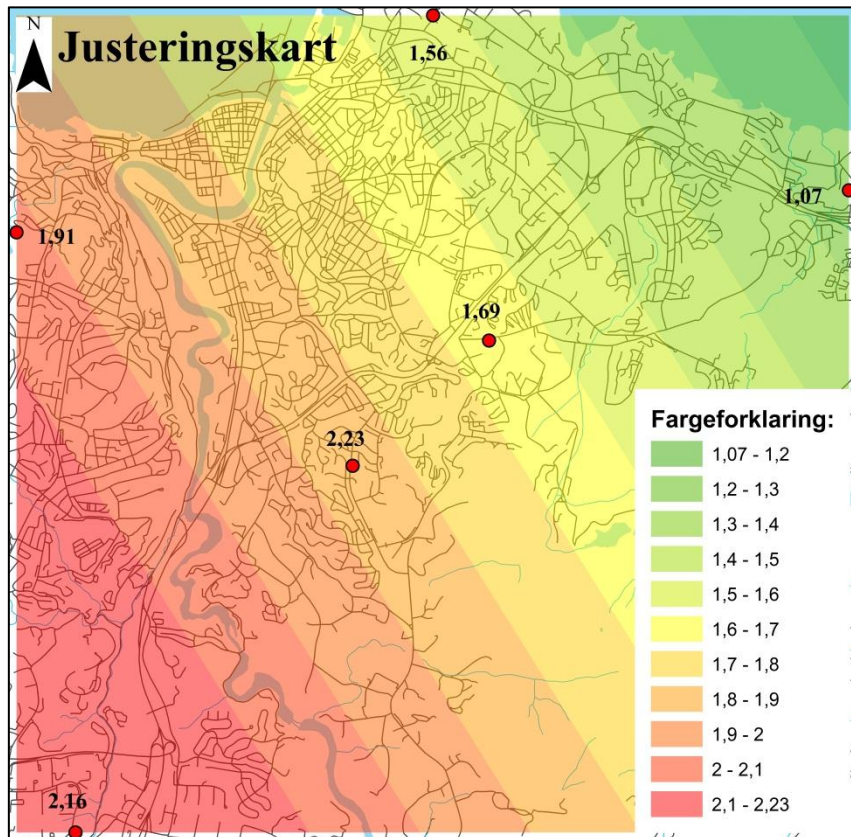 N
Justeringskart
1,56
1,07
1,91
1,69
2,23
2,16
Fargeforklaring:
1,07 - 1,2
1,2 - 1,3
1,3 - 1,4
1,4 - 1,5
1,5 - 1,6
1,6 - 1,7
1,7 - 1,8
1,8 - 1,9
1,9 - 2
2 - 2,1
2,1 - 2,23